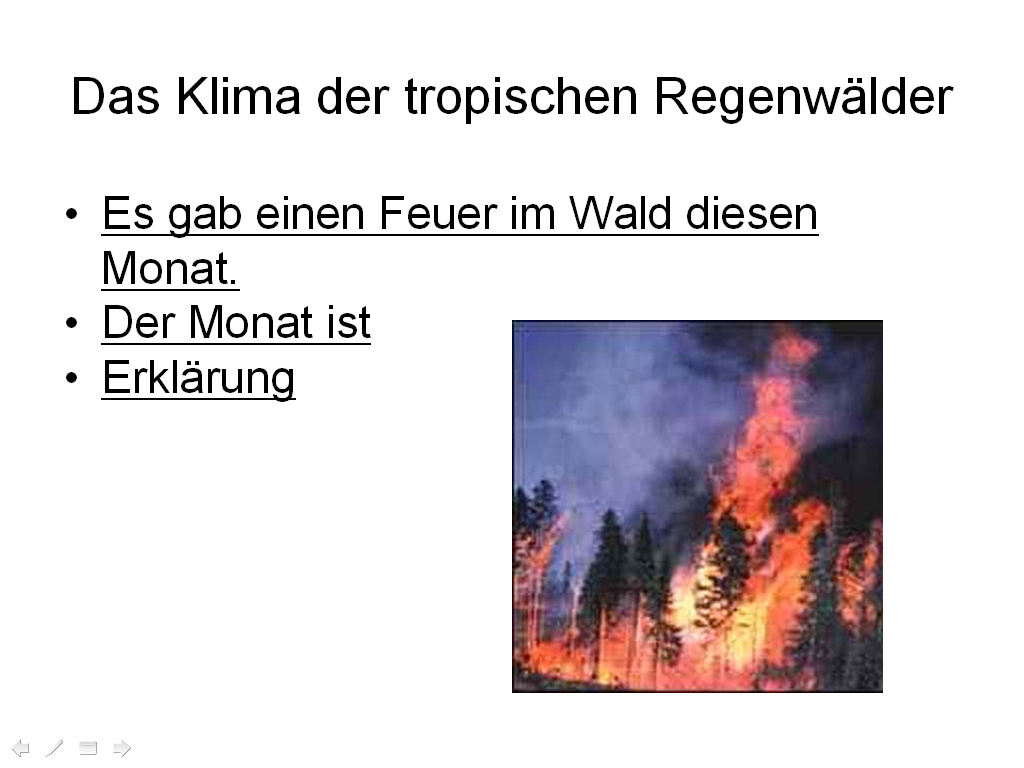 Das Klima der tropischen Regenwälder
• Es gab einen Feuer im Wald diesen
Monat.
• Der Monat ist
• Erklärung